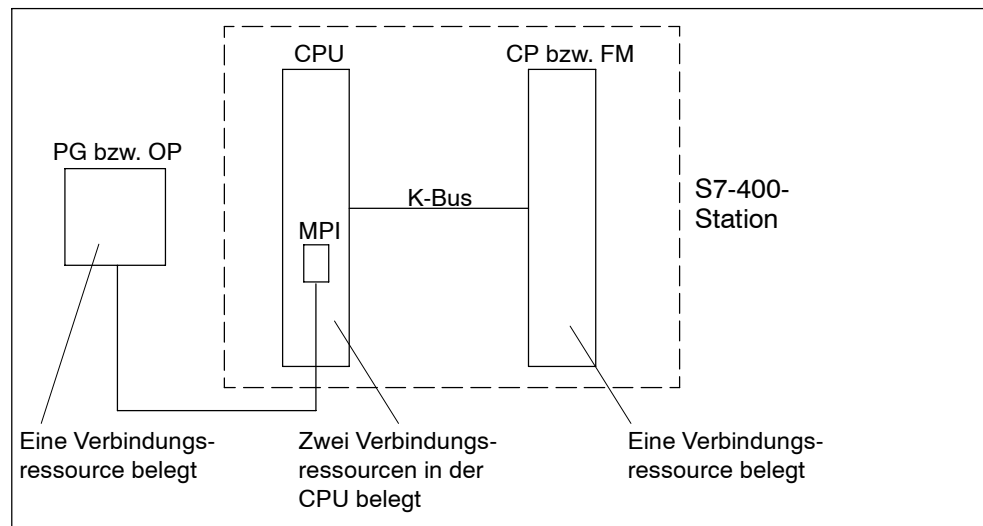 CPU
CP bzw. FM
PG bzw. OP
K-Bus
S7-400-
Station
MPI
Eine Verbindungs-
ressource belegt
Zwei Verbindungs-
ressourcen in der
CPU belegt
Eine Verbindungs-
ressource belegt